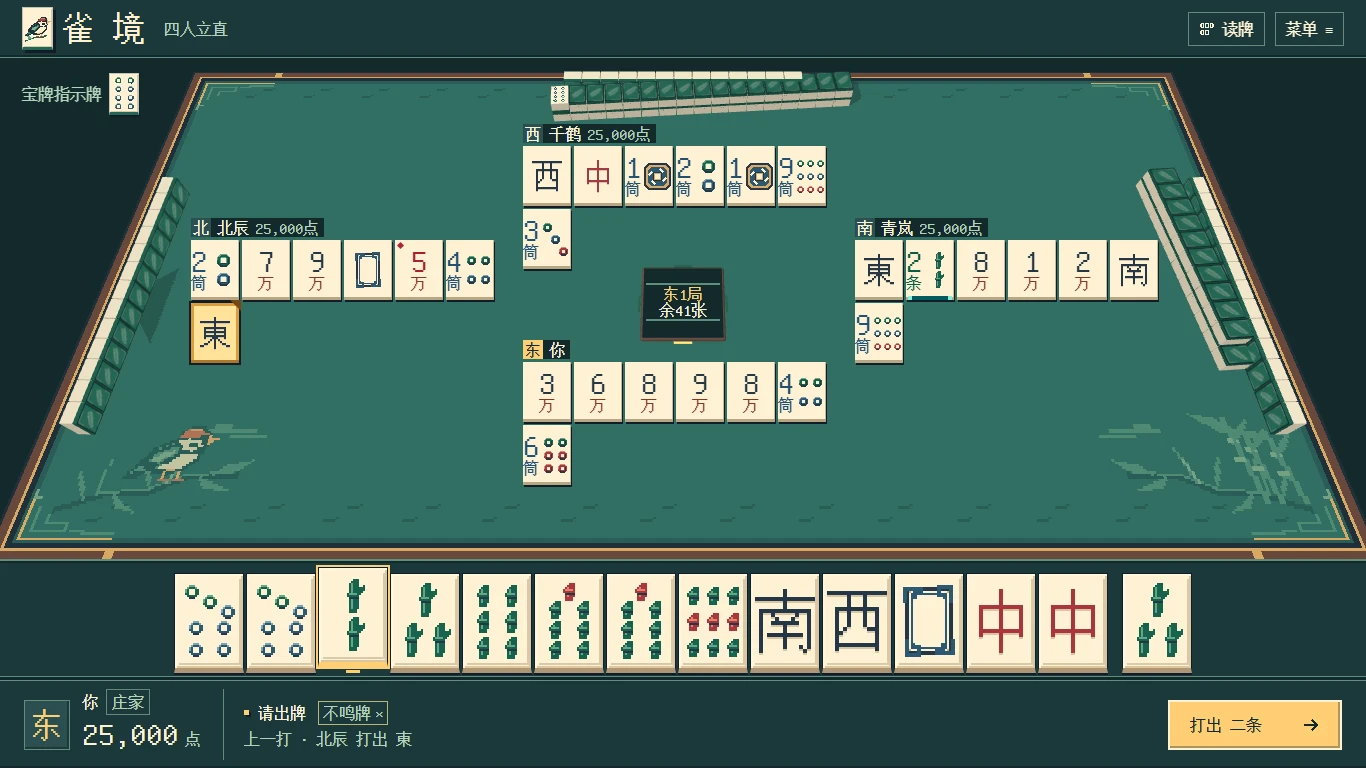 雀 境 四人立直
读牌 菜单 ≡
宝牌指示牌
西 千鹤 25,000点
西 中 1筒 2筒 1筒 9筒
3筒
北 北辰 25,000点
2筒 7万 9万 5万 4筒
東
南 青岚 25,000点
東 2条 8万 1万 2万 南
9筒
东1局
余41张
东 你
3万 6万 8万 9万 8万 4筒
6筒
南 西 中 中
东 你 庄家
25,000 点
请出牌 不鸣牌 ×
上一打 · 北辰 打出 東
打出 二条 →